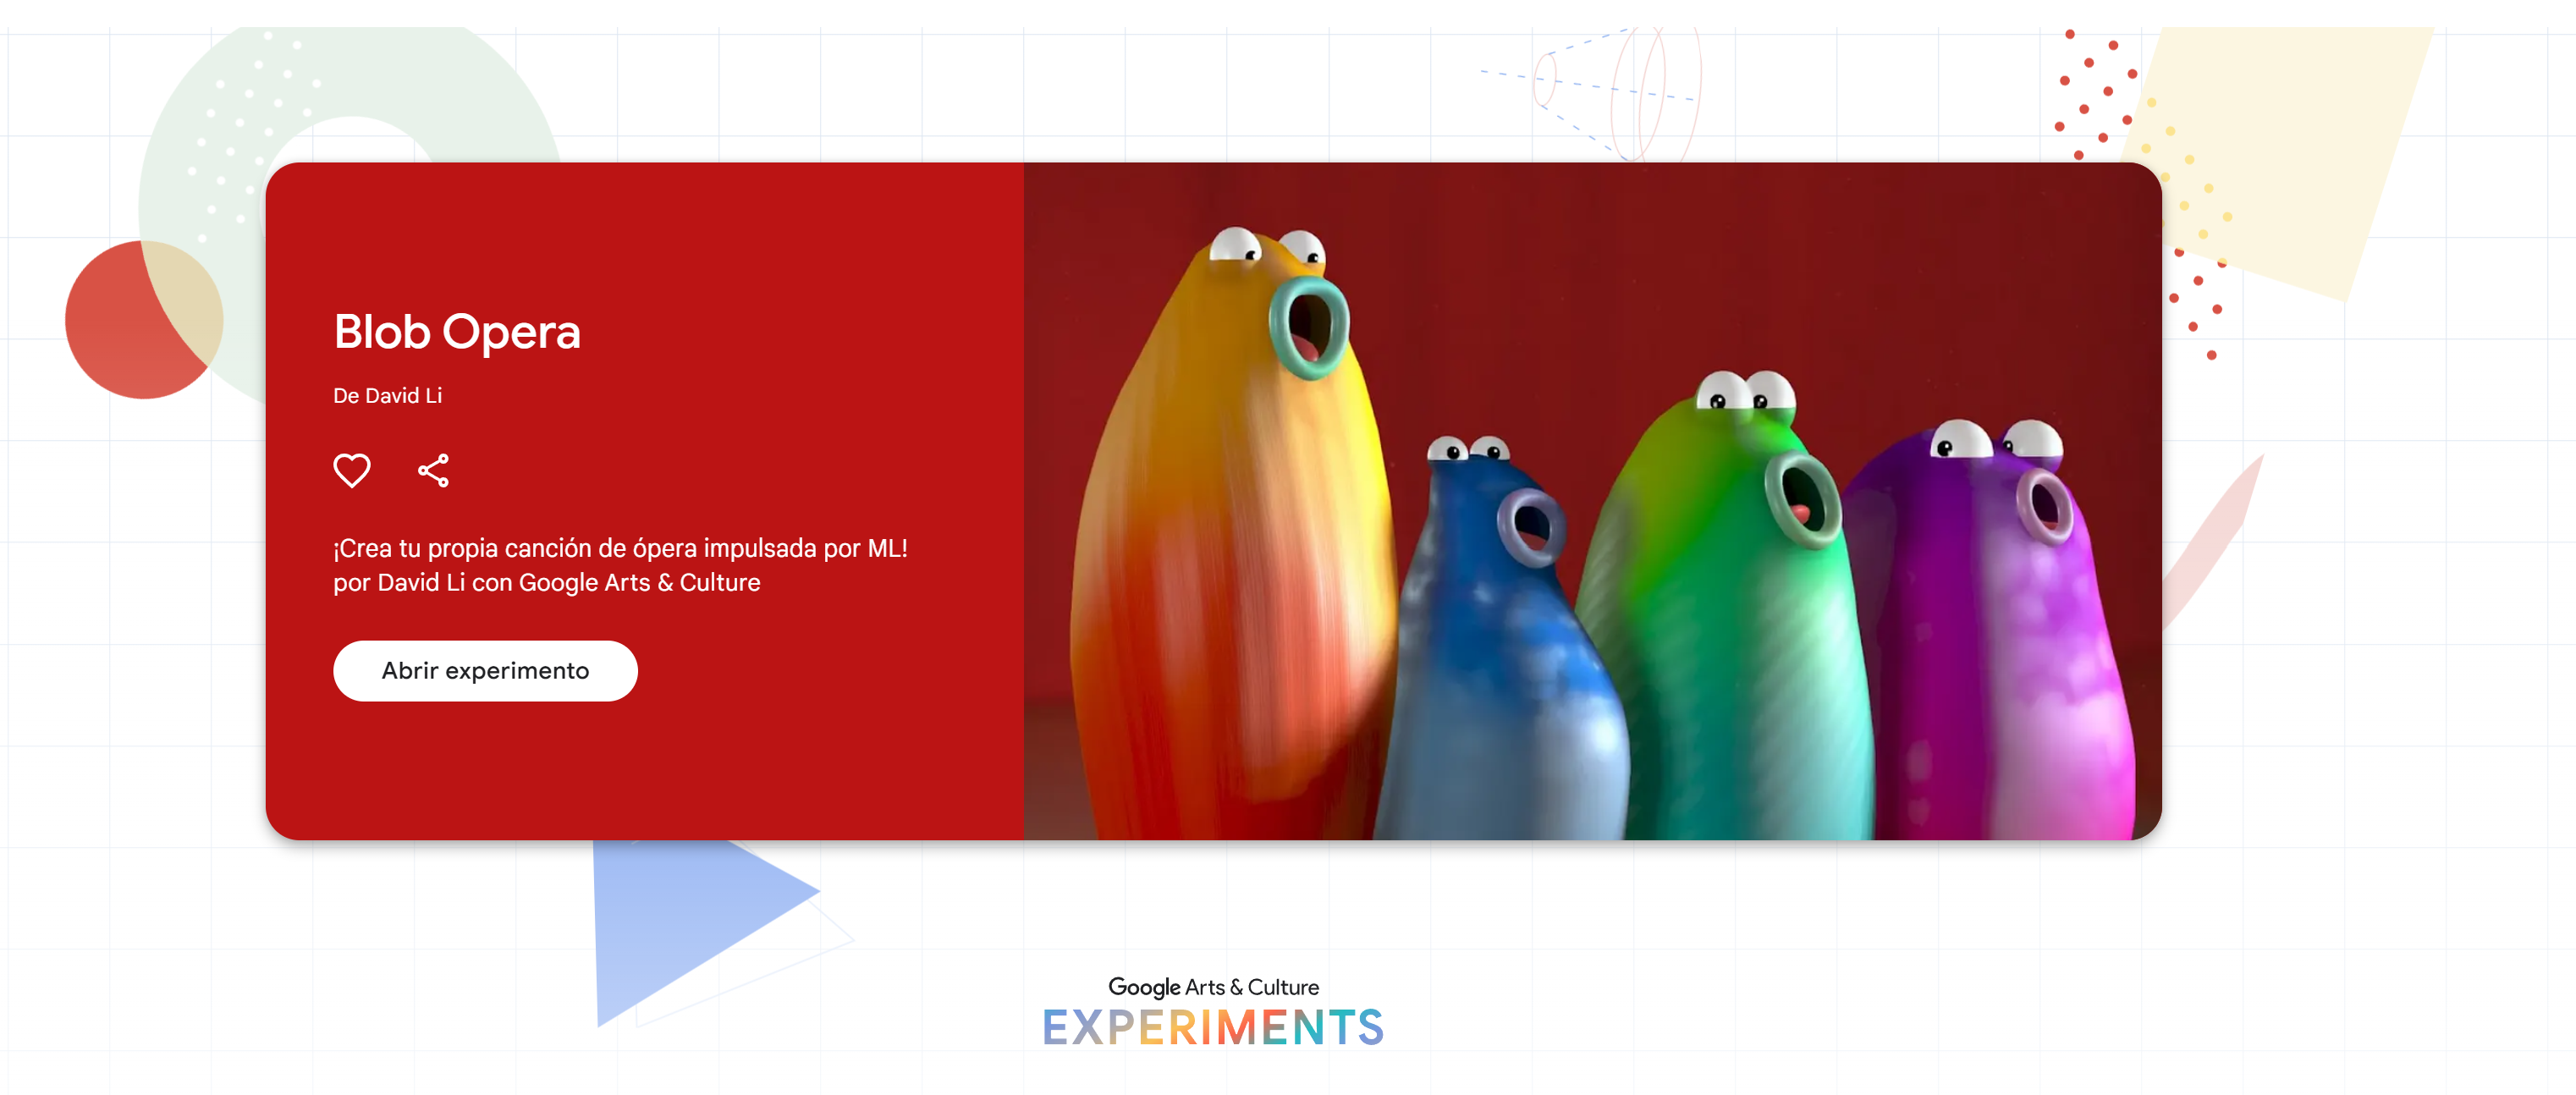 Blob Opera
De David Li
¡Crea tu propia canción de ópera impulsada por ML!
por David Li con Google Arts & Culture
Abrir experimento
Google Arts & Culture
EXPERIMENTS